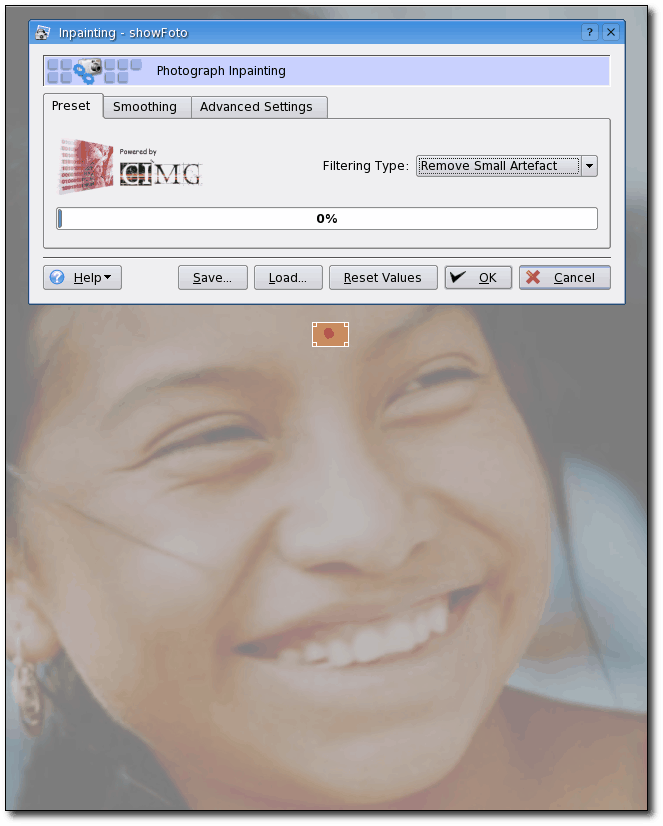 Inpainting - showFoto
Photograph Inpainting
Preset Smoothing Advanced Settings
Powered by
CIMG
Filtering Type: Remove Small Artefact
0%
Help Save... Load... Reset Values OK Cancel